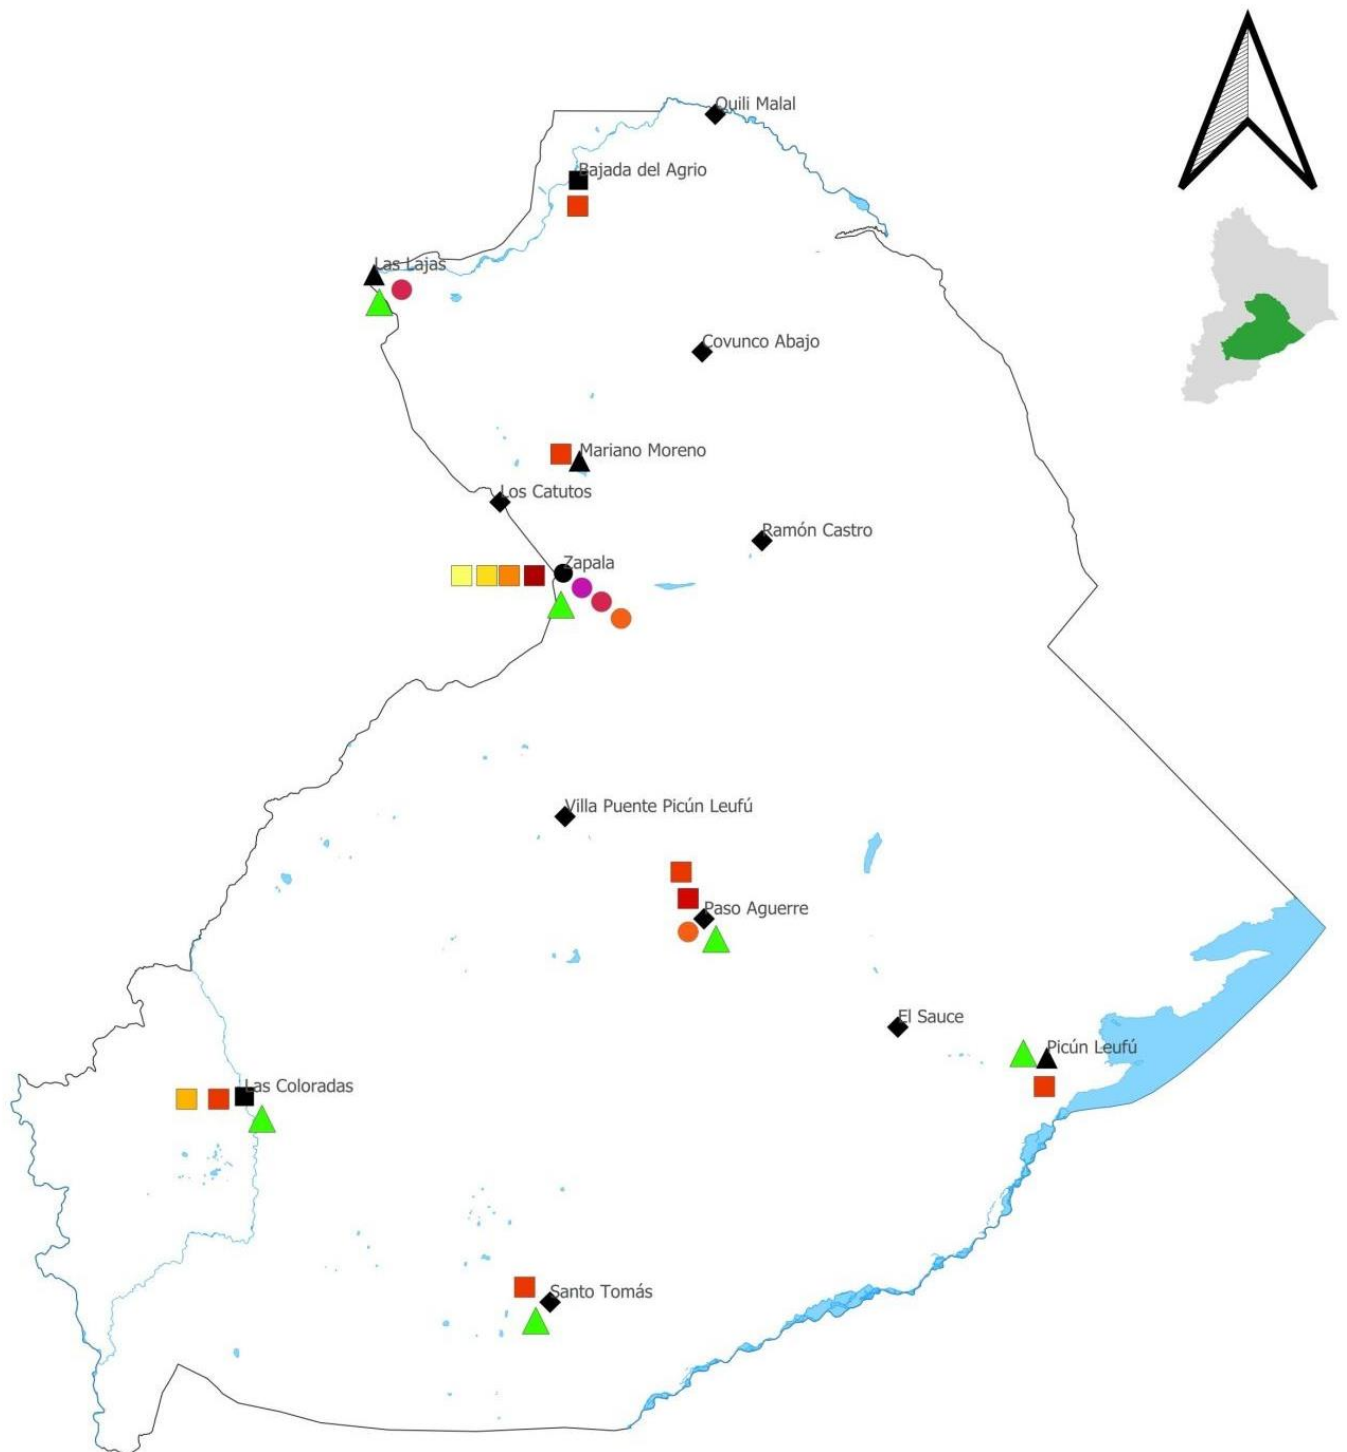 Quili Malal
Bajada del Agrio
Las Lajas
Covunco Abajo
Mariano Moreno
Los Catutos
Ramón Castro
Zapala
Villa Puente Picún Leufú
Paso Aguerre
El Sauce
Picún Leufú
Las Coloradas
Santo Tomás